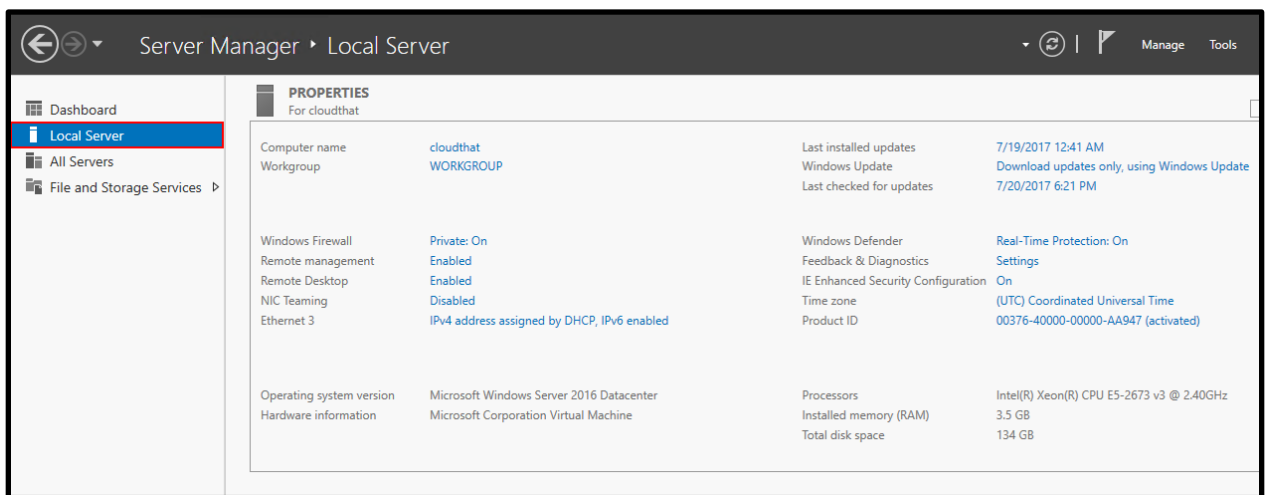 Server Manager ‣ Local Server
Manage Tools
Dashboard
Local Server
All Servers
File and Storage Services
PROPERTIES
For cloudthat
Computer name cloudthat
Workgroup WORKGROUP
Last installed updates 7/19/2017 12:41 AM
Windows Update Download updates only, using Windows Update
Last checked for updates 7/20/2017 6:21 PM
Windows Firewall Private: On
Remote management Enabled
Remote Desktop Enabled
NIC Teaming Disabled
Ethernet 3 IPv4 address assigned by DHCP, IPv6 enabled
Windows Defender Real-Time Protection: On
Feedback & Diagnostics Settings
IE Enhanced Security Configuration On
Time zone (UTC) Coordinated Universal Time
Product ID 00376-40000-00000-AA947 (activated)
Operating system version Microsoft Windows Server 2016 Datacenter
Hardware information Microsoft Corporation Virtual Machine
Processors Intel(R) Xeon(R) CPU E5-2673 v3 @ 2.40GHz
Installed memory (RAM) 3.5 GB
Total disk space 134 GB